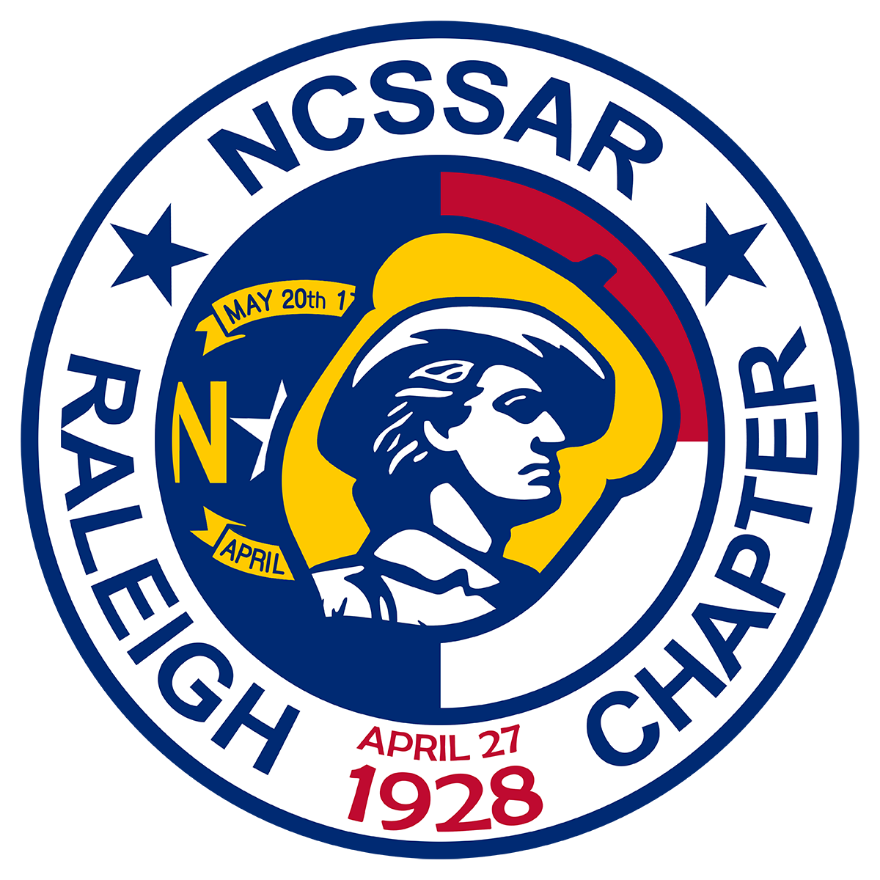 NCSSAR
MAY 20th 1
N
APRIL
RALEIGH CHAPTER
APRIL 27
1928